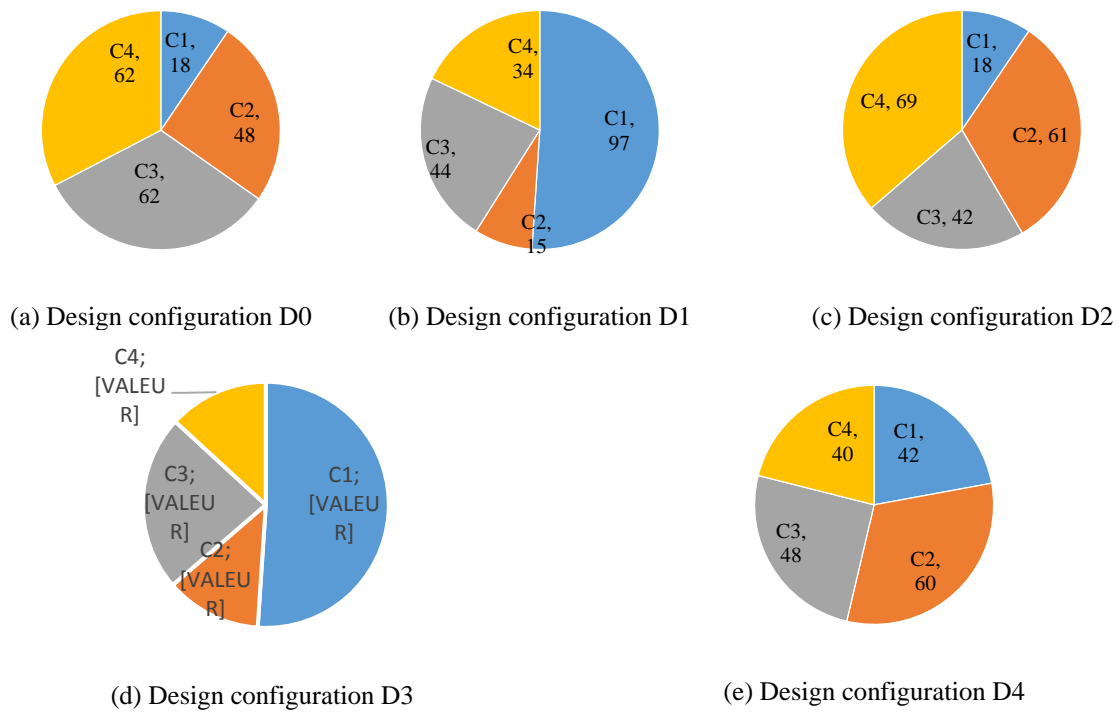 C4,
62
C1,
18
C2,
48
C3,
62
(a) Design configuration D0
C4,
34
C1,
97
C3,
44
C2,
15
(b) Design configuration D1
C1,
18
C4, 69
C2, 61
C3, 42
(c) Design configuration D2
C4;
[VALEU
R]
C3;
[VALEU
R]
C1;
[VALEU
R]
C2;
[VALEU
R]
(d) Design configuration D3
C4,
40
C1,
42
C3,
48
C2,
60
(e) Design configuration D4